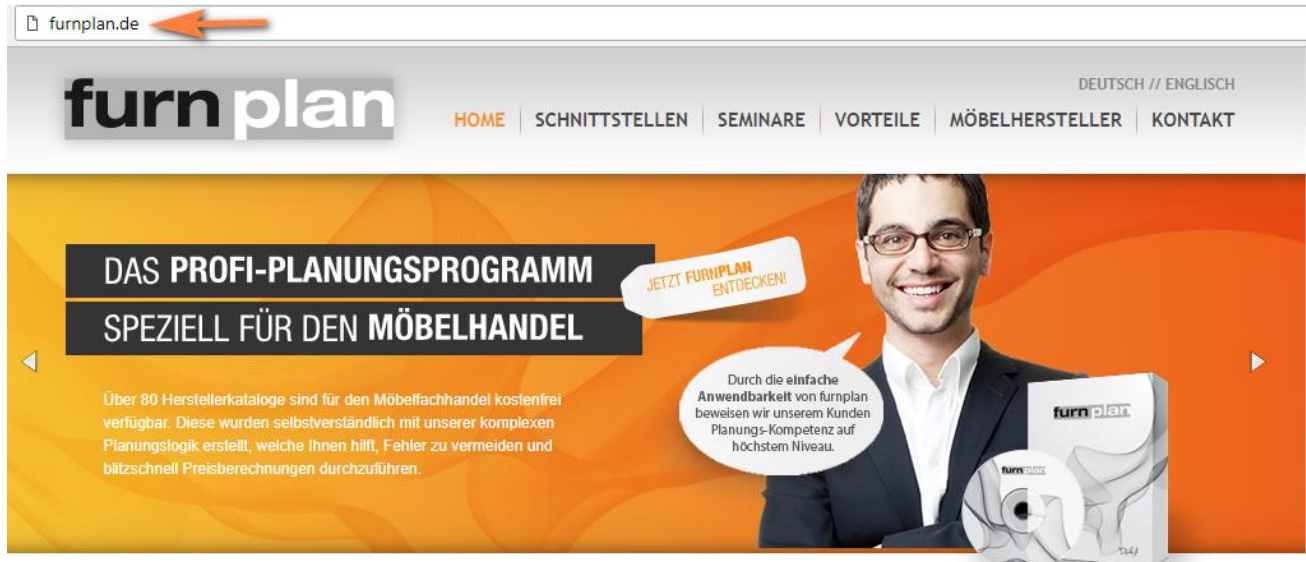 furnplan.de
furnplan
DEUTSCH // ENGLISCH
HOME SCHNITTSTELLEN SEMINARE VORTEILE MÖBELHERSTELLER KONTAKT
DAS PROFI-PLANUNGSPROGRAMM
SPEZIELL FÜR DEN MÖBELHANDEL
JETZT FURNPLAN
ENTDECKEN!
Über 80 Herstellerkataloge sind für den Möbelfachhandel kostenfrei
verfügbar. Diese wurden selbstverständlich mit unserer komplexen
Planungslogik erstellt, welche Ihnen hilft, Fehler zu vermeiden und
blitzschnell Preisberechnungen durchzuführen.
Durch die einfache
Anwendbarkeit von furnplan
beweisen wir unserem Kunden
Planungs-Kompetenz auf
höchstem Niveau.
furnplan
furnplan